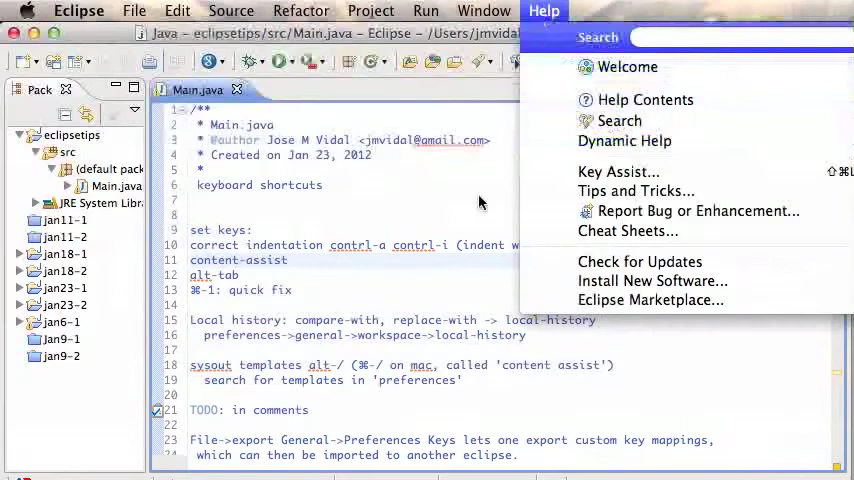 Eclipse File Edit Source Refactor Project Run Window Help
Java - eclipsetips/src/Main.java - Eclipse - /Users/jmvidal
Search
Welcome
Help Contents
Search
Dynamic Help
Key Assist... ⇧⌘L
Tips and Tricks...
Report Bug or Enhancement...
Cheat Sheets...
Check for Updates
Install New Software...
Eclipse Marketplace...
Pack
eclipsetips
src
(default pack
Main.java
JRE System Libra
jan11-1
jan11-2
jan18-1
jan18-2
jan23-1
jan23-2
jan6-1
Jan9-1
jan9-2
Main.java
1 /**
2 * Main.java
3 * @author Jose M Vidal <jmvidal@amail.com>
4 * Created on Jan 23, 2012
5 *
6 keyboard shortcuts
7
8
9 set keys:
10 correct indentation contrl-a contrl-i (indent w
11 content-assist
12 alt-tab
13 ⌘-1: quick fix
14
15 Local history: compare-with, replace-with -> local-history
16 preferences->general->workspace->local-history
17
18 sysout templates alt-/ (⌘-/ on mac, called 'content assist')
19 search for templates in 'preferences'
20
21 TODO: in comments
22
23 File->export General->Preferences Keys lets one export custom key mappings,
24 which can then be imported to another eclipse.